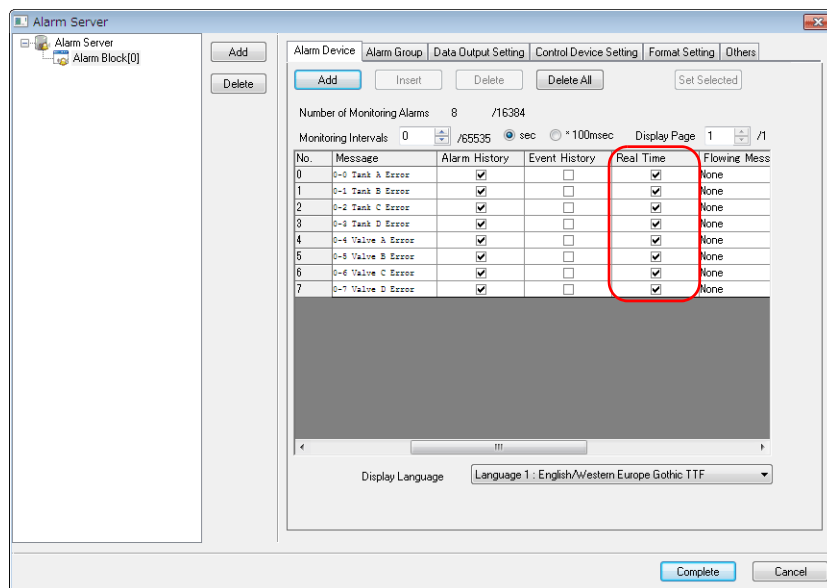 Alarm Server
Alarm Server
Alarm Block[0]
Add
Delete
Alarm Device Alarm Group Data Output Setting Control Device Setting Format Setting Others
Add Insert Delete Delete All Set Selected
Number of Monitoring Alarms 8 /16384
Monitoring Intervals 0 /65535 sec * 100msec Display Page 1 /1
No. Message Alarm History Event History Real Time Flowing Mess
0 0-0 Tank A Error None
1 0-1 Tank B Error None
2 0-2 Tank C Error None
3 0-3 Tank D Error None
4 0-4 Valve A Error None
5 0-5 Valve B Error None
6 0-6 Valve C Error None
7 0-7 Valve D Error None
Display Language Language 1 : English/Western Europe Gothic TTF
Complete Cancel